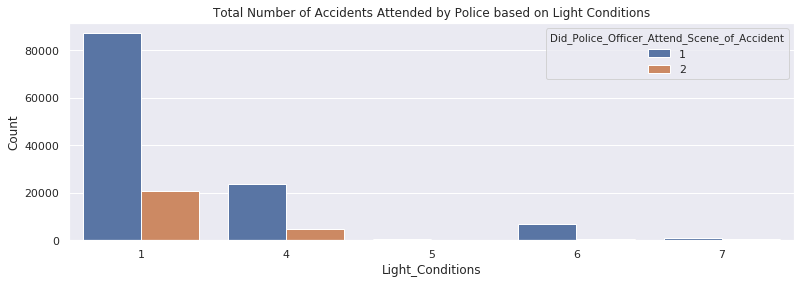 Total Number of Accidents Attended by Police based on Light Conditions
Did_Police_Officer_Attend_Scene_of_Accident
1
2
80000
60000
40000
20000
0
Count
1 4 5 6 7
Light_Conditions